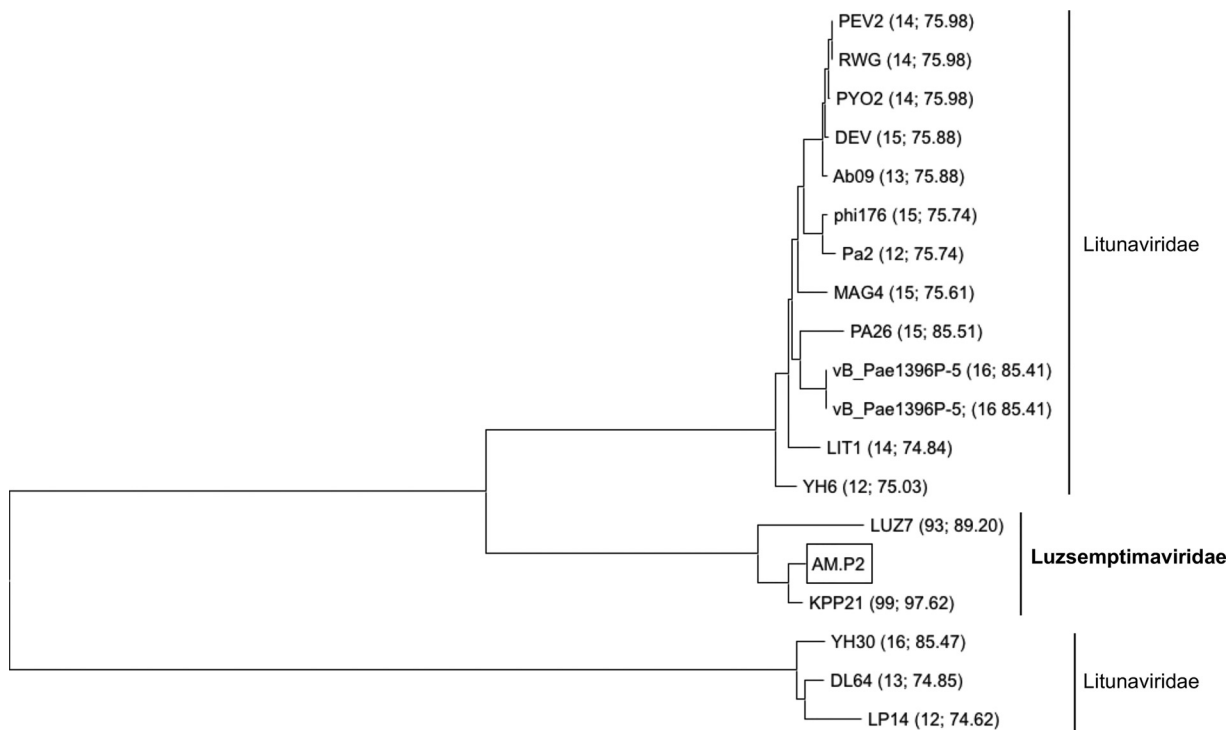 PEV2 (14; 75.98)
RWG (14; 75.98)
PYO2 (14; 75.98)
DEV (15; 75.88)
Ab09 (13; 75.88)
phi176 (15; 75.74)
Litunaviridae
Pa2 (12; 75.74)
MAG4 (15; 75.61)
PA26 (15; 85.51)
vB_Pae1396P-5 (16; 85.41)
vB_Pae1396P-5; (16 85.41)
LIT1 (14; 74.84)
YH6 (12; 75.03)
LUZ7 (93; 89.20)
Luzsemptimaviridae
AM.P2
KPP21 (99; 97.62)
YH30 (16; 85.47)
DL64 (13; 74.85)
Litunaviridae
LP14 (12; 74.62)